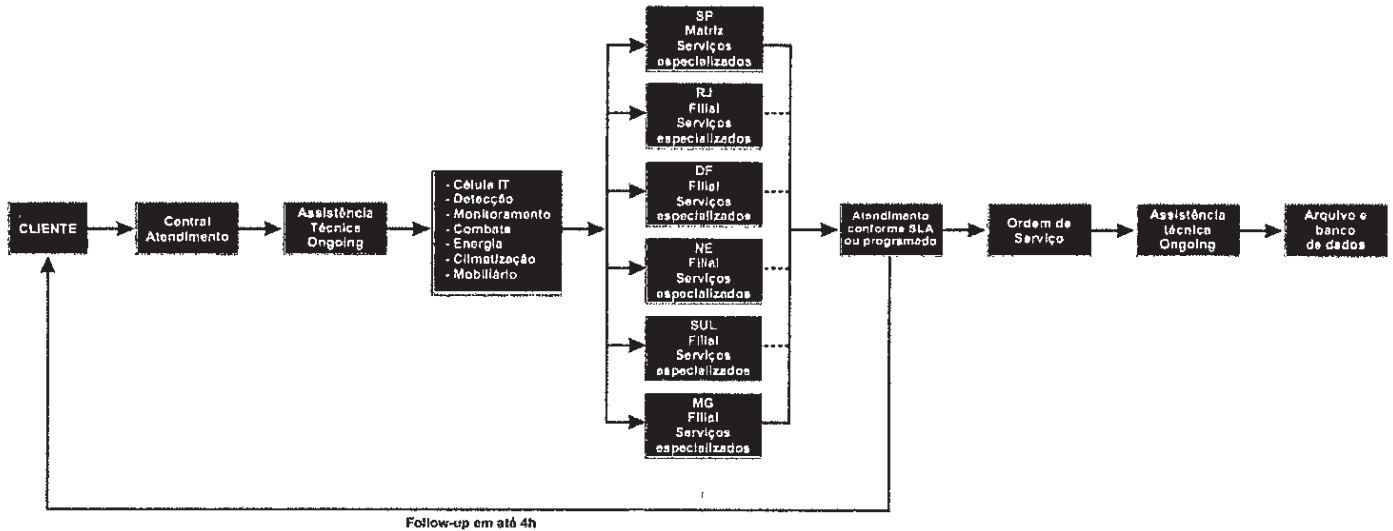 CLIENTE
Central
Atendimento
Assistência
Técnica
Ongoing
- Célula IT
- Detecção
- Monitoramento
- Combate
- Energia
- Climatização
- Mobiliário
SP
Matriz
Serviços
especializados
RJ
Filial
Serviços
especializados
DF
Filial
Serviços
especializados
NE
Filial
Serviços
especializados
SUL
Filial
Serviços
especializados
MG
Filial
Serviços
especializados
Atendimento
conforme SLA
ou programado
Ordem de
Serviço
Assistência
técnica
Ongoing
Arquivo e
banco
de dados
Follow-up em até 4h